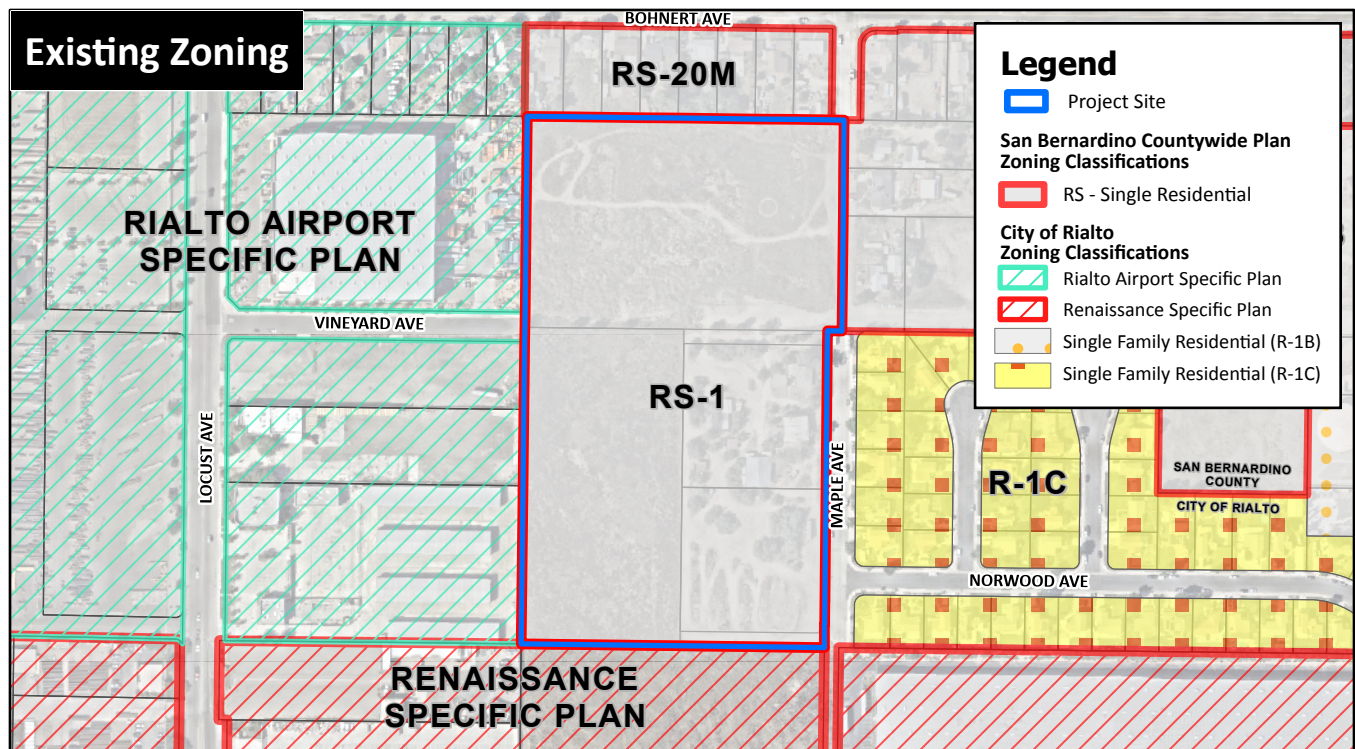 Existing Zoning
BOHNERT AVE
RS-20M
Legend
Project Site
San Bernardino Countywide Plan
Zoning Classifications
RS - Single Residential
City of Rialto
Zoning Classifications
Rialto Airport Specific Plan
Renaissance Specific Plan
Single Family Residential (R-1B)
Single Family Residential (R-1C)
RIALTO AIRPORT
SPECIFIC PLAN
VINEYARD AVE
RS-1
LOCUST AVE
MAPLE AVE
R-1C
SAN BERNARDINO
COUNTY
CITY OF RIALTO
NORWOOD AVE
RENAISSANCE
SPECIFIC PLAN